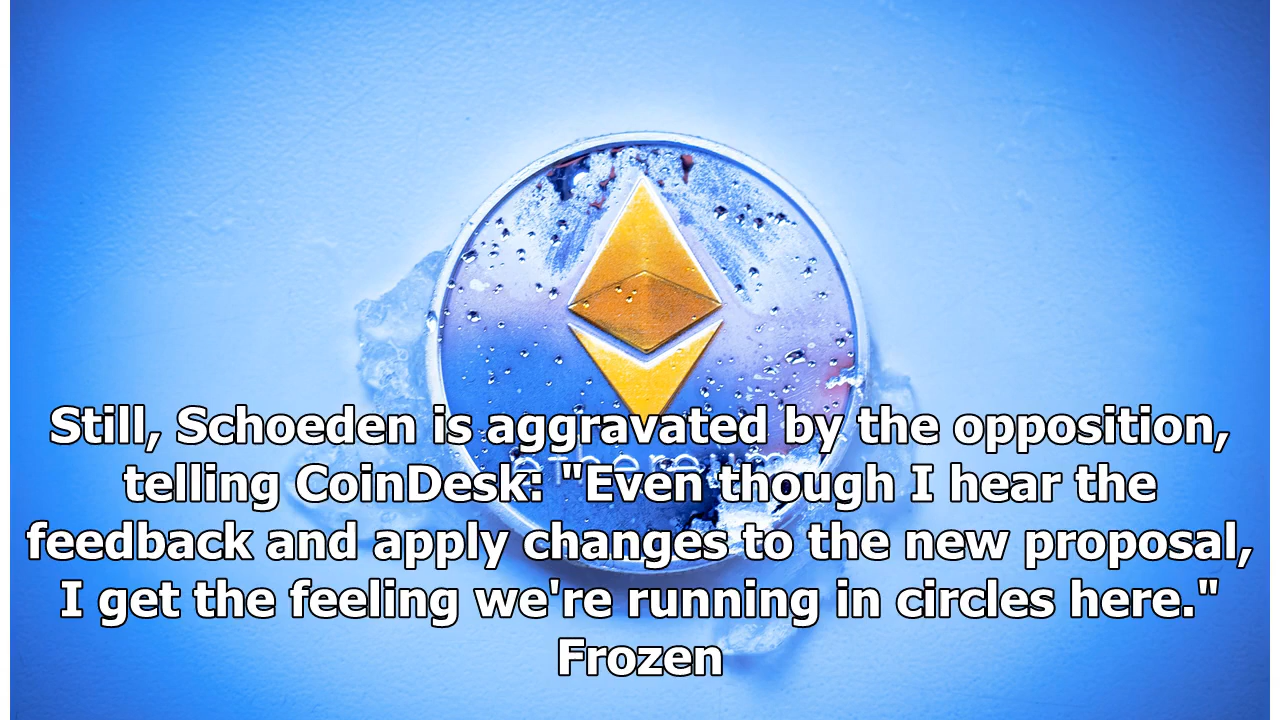 ethereum
Still, Schoeden is aggravated by the opposition,
telling CoinDesk: "Even though I hear the
feedback and apply changes to the new proposal,
I get the feeling we're running in circles here."
Frozen